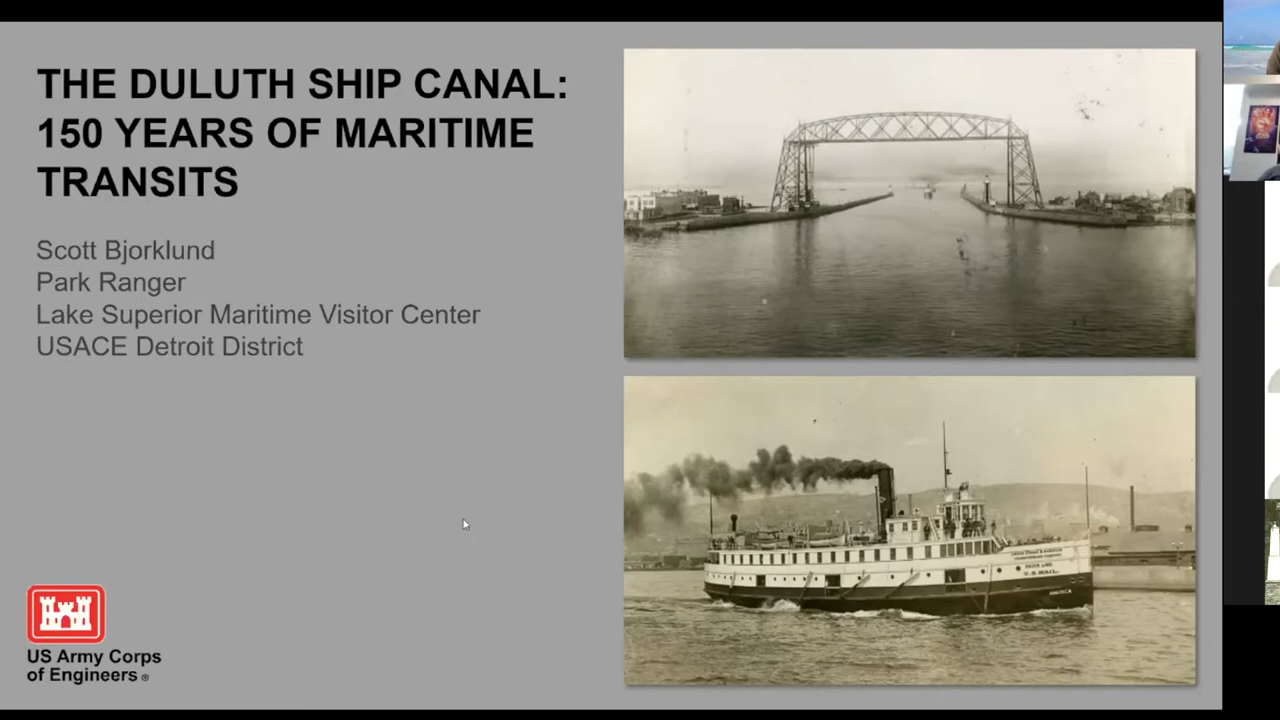 THE DULUTH SHIP CANAL:
150 YEARS OF MARITIME
TRANSITS
Scott Bjorklund
Park Ranger
Lake Superior Maritime Visitor Center
USACE Detroit District
US Army Corps
of Engineers ®
U.S. MAIL
AMERICA